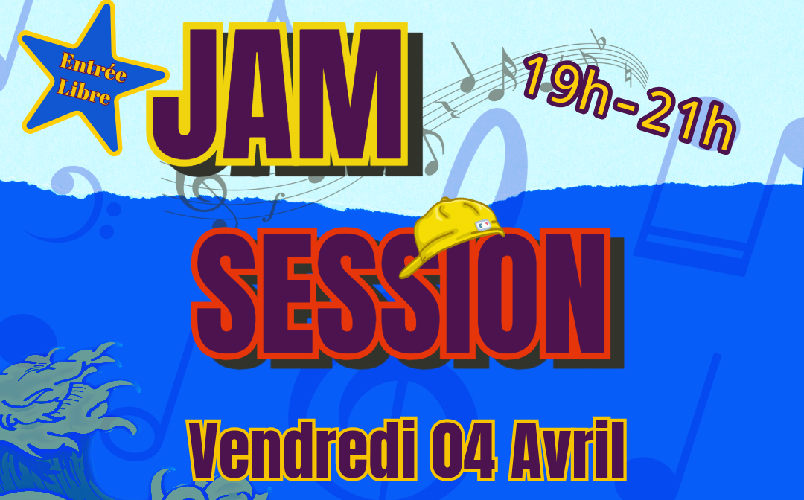 Entrée
Libre
JAM
19h-21h
SESSION
Vendredi 04 Avril